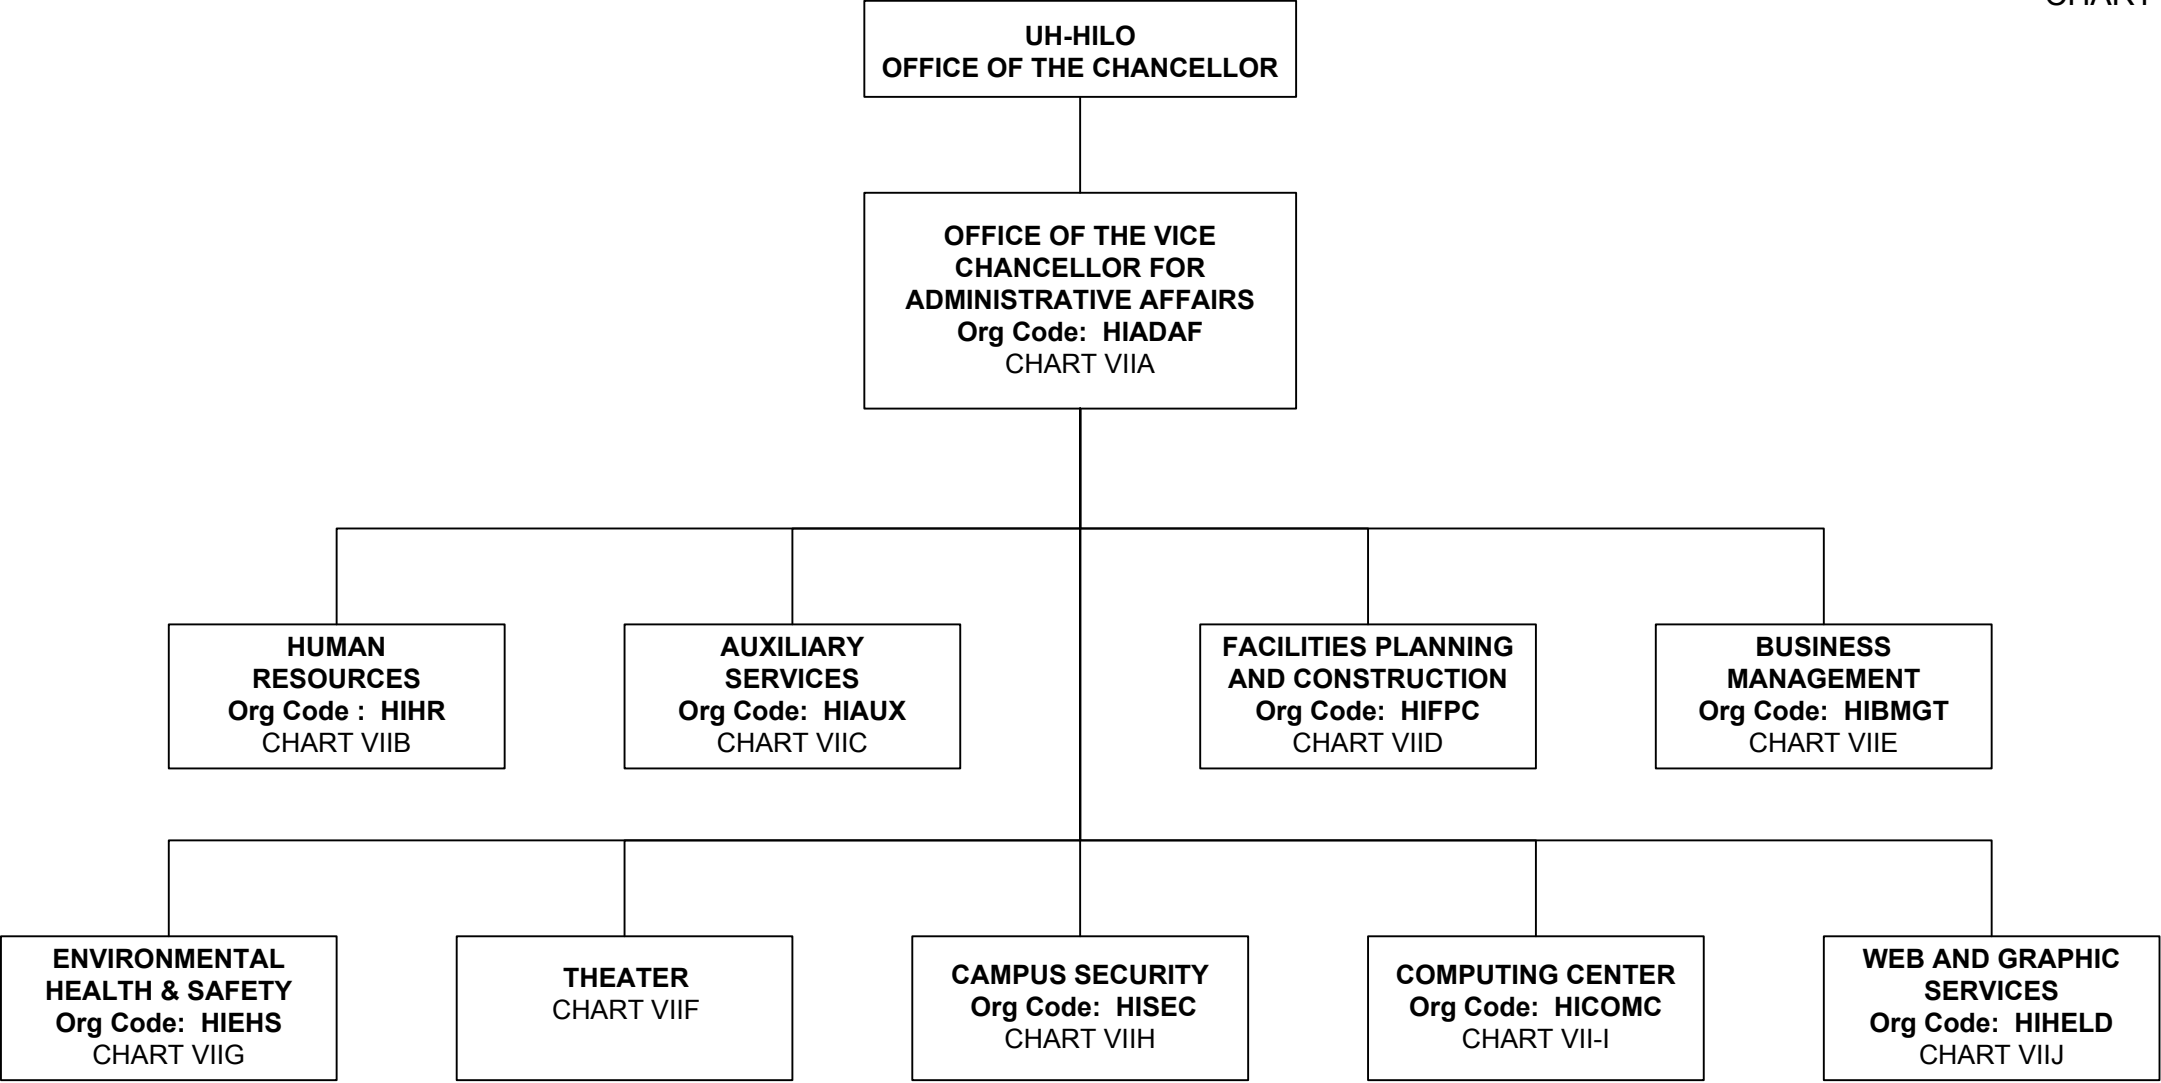 CHART
UH-HILO
OFFICE OF THE CHANCELLOR
OFFICE OF THE VICE
CHANCELLOR FOR
ADMINISTRATIVE AFFAIRS
Org Code: HIADAF
CHART VIIA
HUMAN
RESOURCES
Org Code : HIHR
CHART VIIB
AUXILIARY
SERVICES
Org Code: HIAUX
CHART VIIC
FACILITIES PLANNING
AND CONSTRUCTION
Org Code: HIFPC
CHART VIID
BUSINESS
MANAGEMENT
Org Code: HIBMGT
CHART VIIE
ENVIRONMENTAL
HEALTH & SAFETY
Org Code: HIEHS
CHART VIIG
THEATER
CHART VIIF
CAMPUS SECURITY
Org Code: HISEC
CHART VIIH
COMPUTING CENTER
Org Code: HICOMC
CHART VII-I
WEB AND GRAPHIC
SERVICES
Org Code: HIHELD
CHART VIIJ